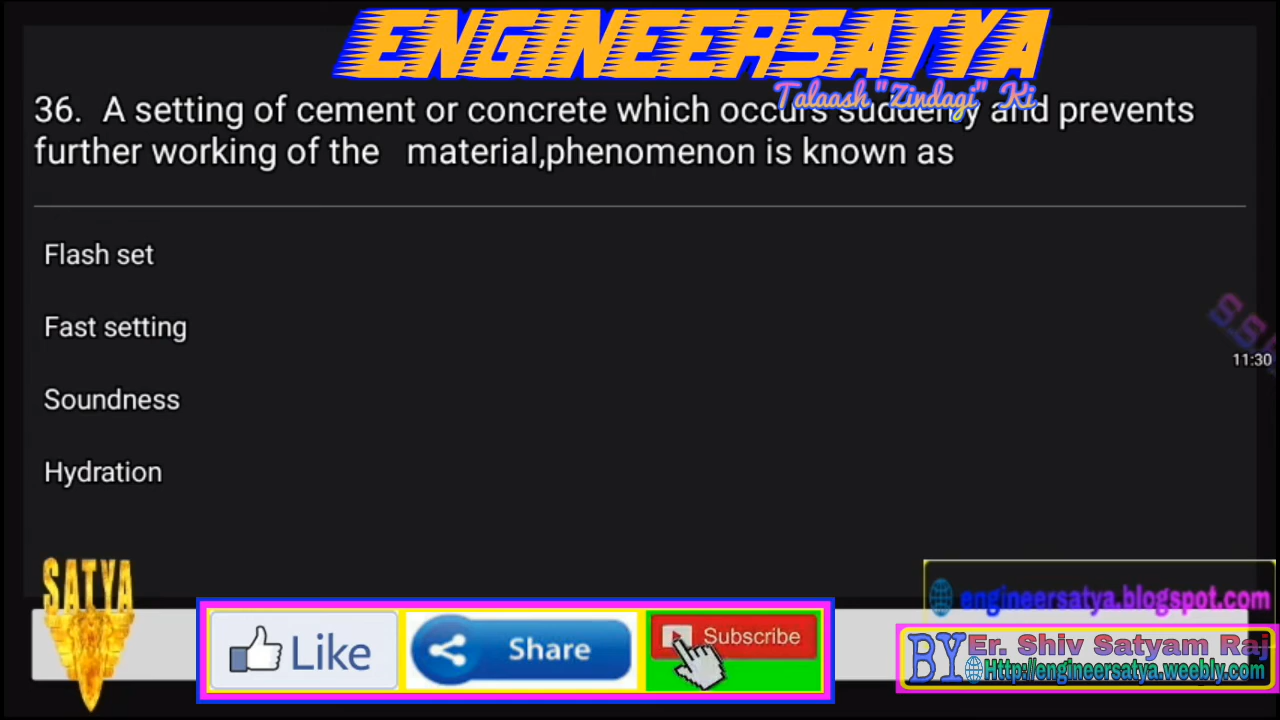 ENGINEERSATYA
Talaash "Zindagi" Ki
36. A setting of cement or concrete which occurs suddenly and prevents
further working of the material,phenomenon is known as
Flash set
Fast setting
S.S.
11:30
Soundness
Hydration
SATYA
engineersatya.blogspot.com
Like
Share
Subscribe
BY Er. Shiv Satyam Raj
Http://engineersatya.weebly.com